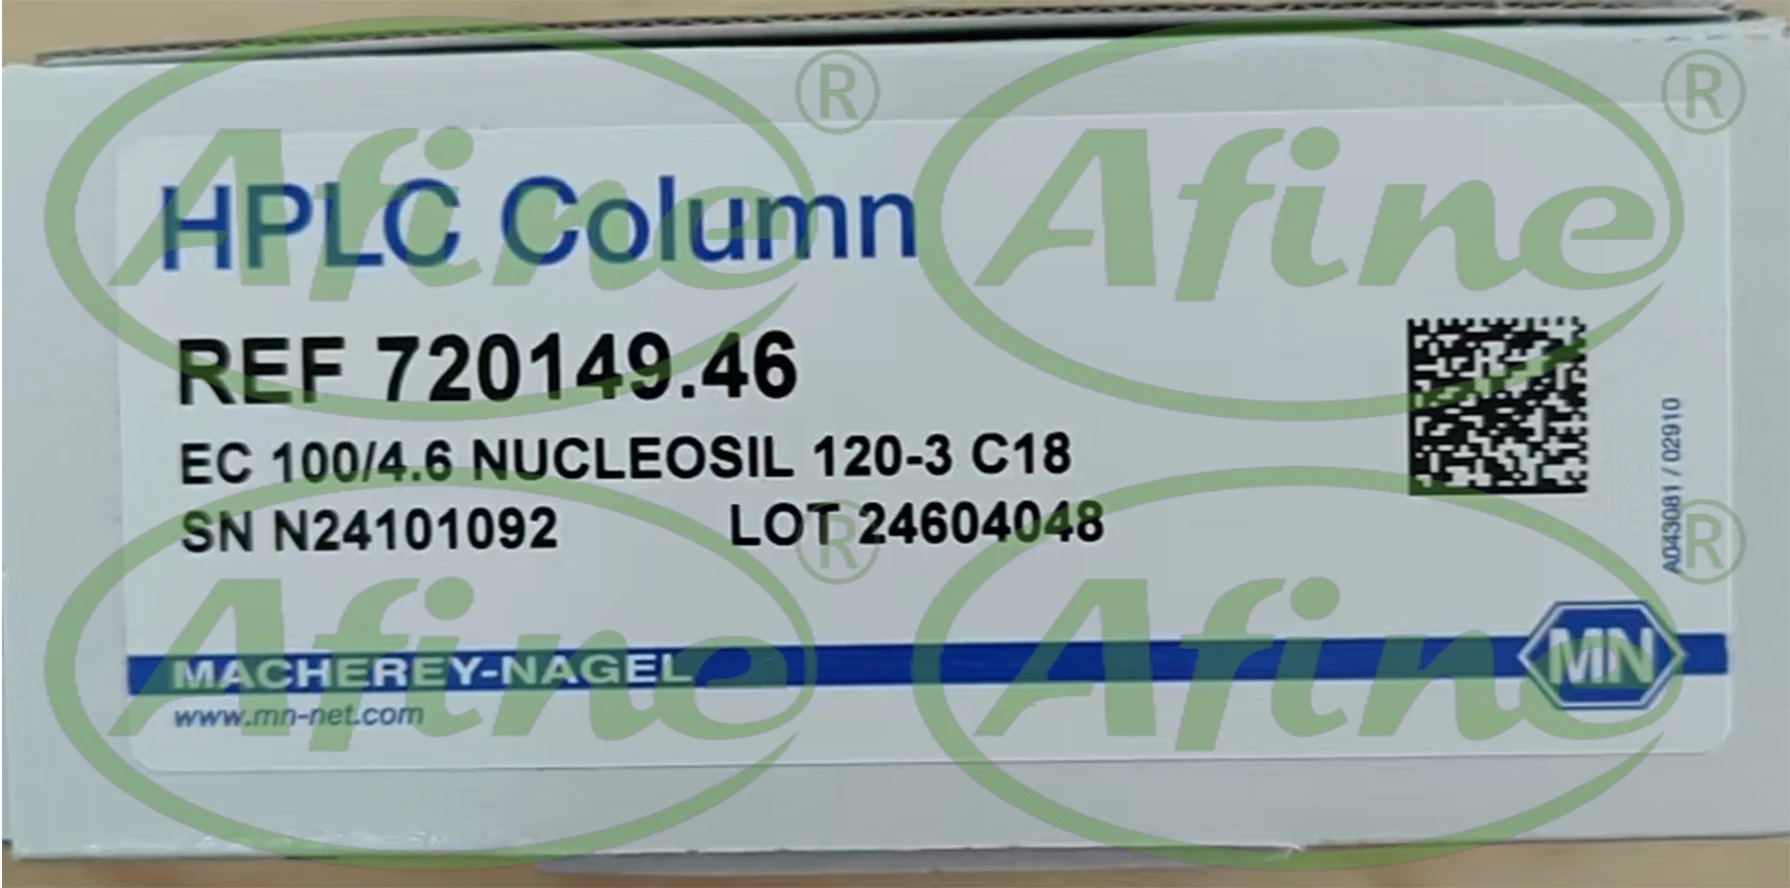 HPLC Column
REF 720149.46
EC 100/4.6 NUCLEOSIL 120-3 C18
SN N24101092 LOT 24604048
A043081 / 02910
MACHEREY-NAGEL
MN
www.mn-net.com
Afine ®
Afine ®
Afine ®
Afine ®